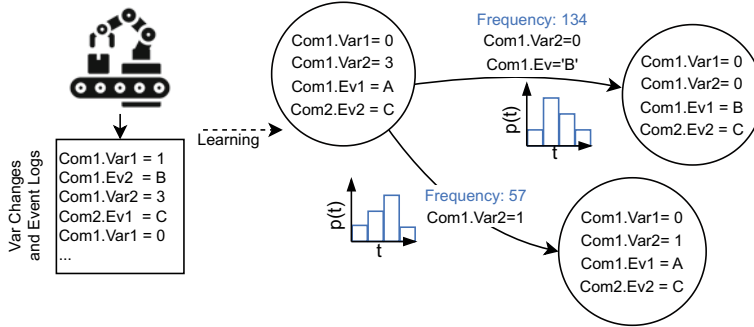 Var Changes
and Event Logs
Com1.Var1 = 1
Com1.Ev2 = B
Com1.Var2 = 3
Com2.Ev1 = C
Com1.Var1 = 0
...
Learning
Com1.Var1= 0
Com1.Var2= 3
Com1.Ev1 = A
Com2.Ev2 = C
Frequency: 134
Com1.Var2=0
Com1.Ev='B'
p(t)
t
Com1.Var1= 0
Com1.Var2= 0
Com1.Ev1 = B
Com2.Ev2 = C
p(t)
t
Frequency: 57
Com1.Var2=1
Com1.Var1= 0
Com1.Var2= 1
Com1.Ev1 = A
Com2.Ev2 = C